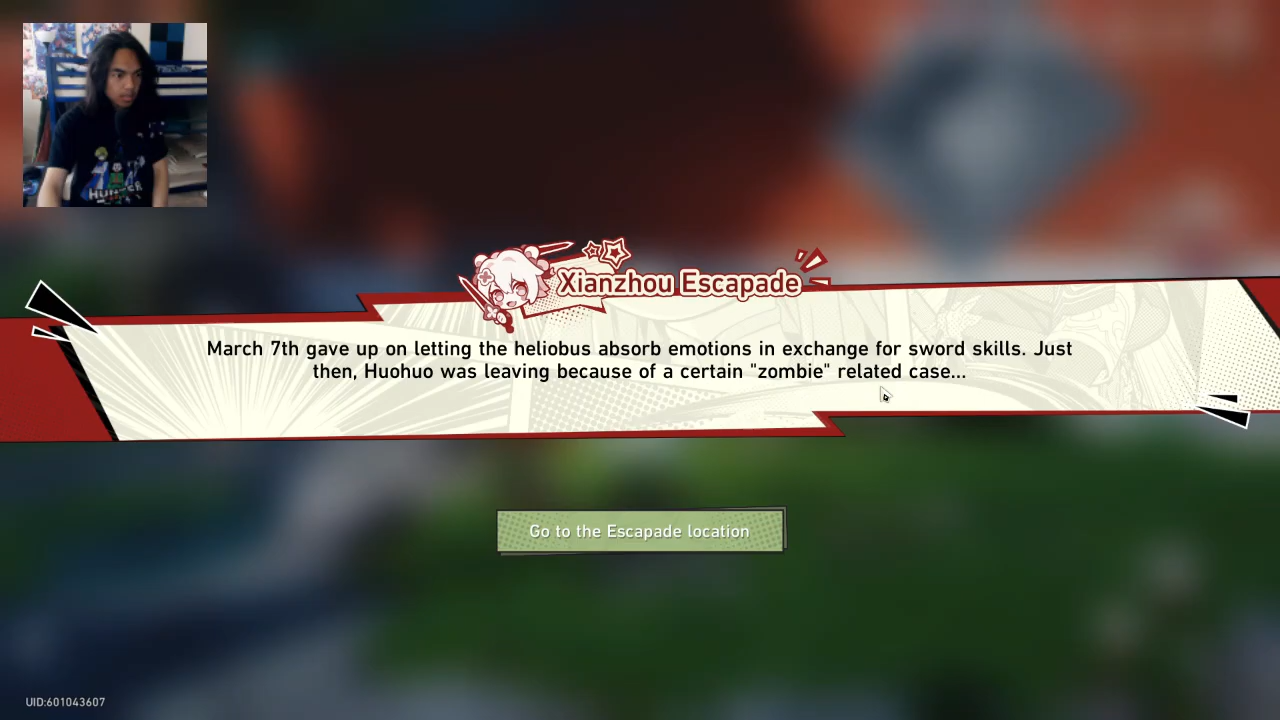 Xianzhou Escapade
March 7th gave up on letting the heliobus absorb emotions in exchange for sword skills. Just
then, Huohuo was leaving because of a certain "zombie" related case...
Go to the Escapade location
UID:601043607